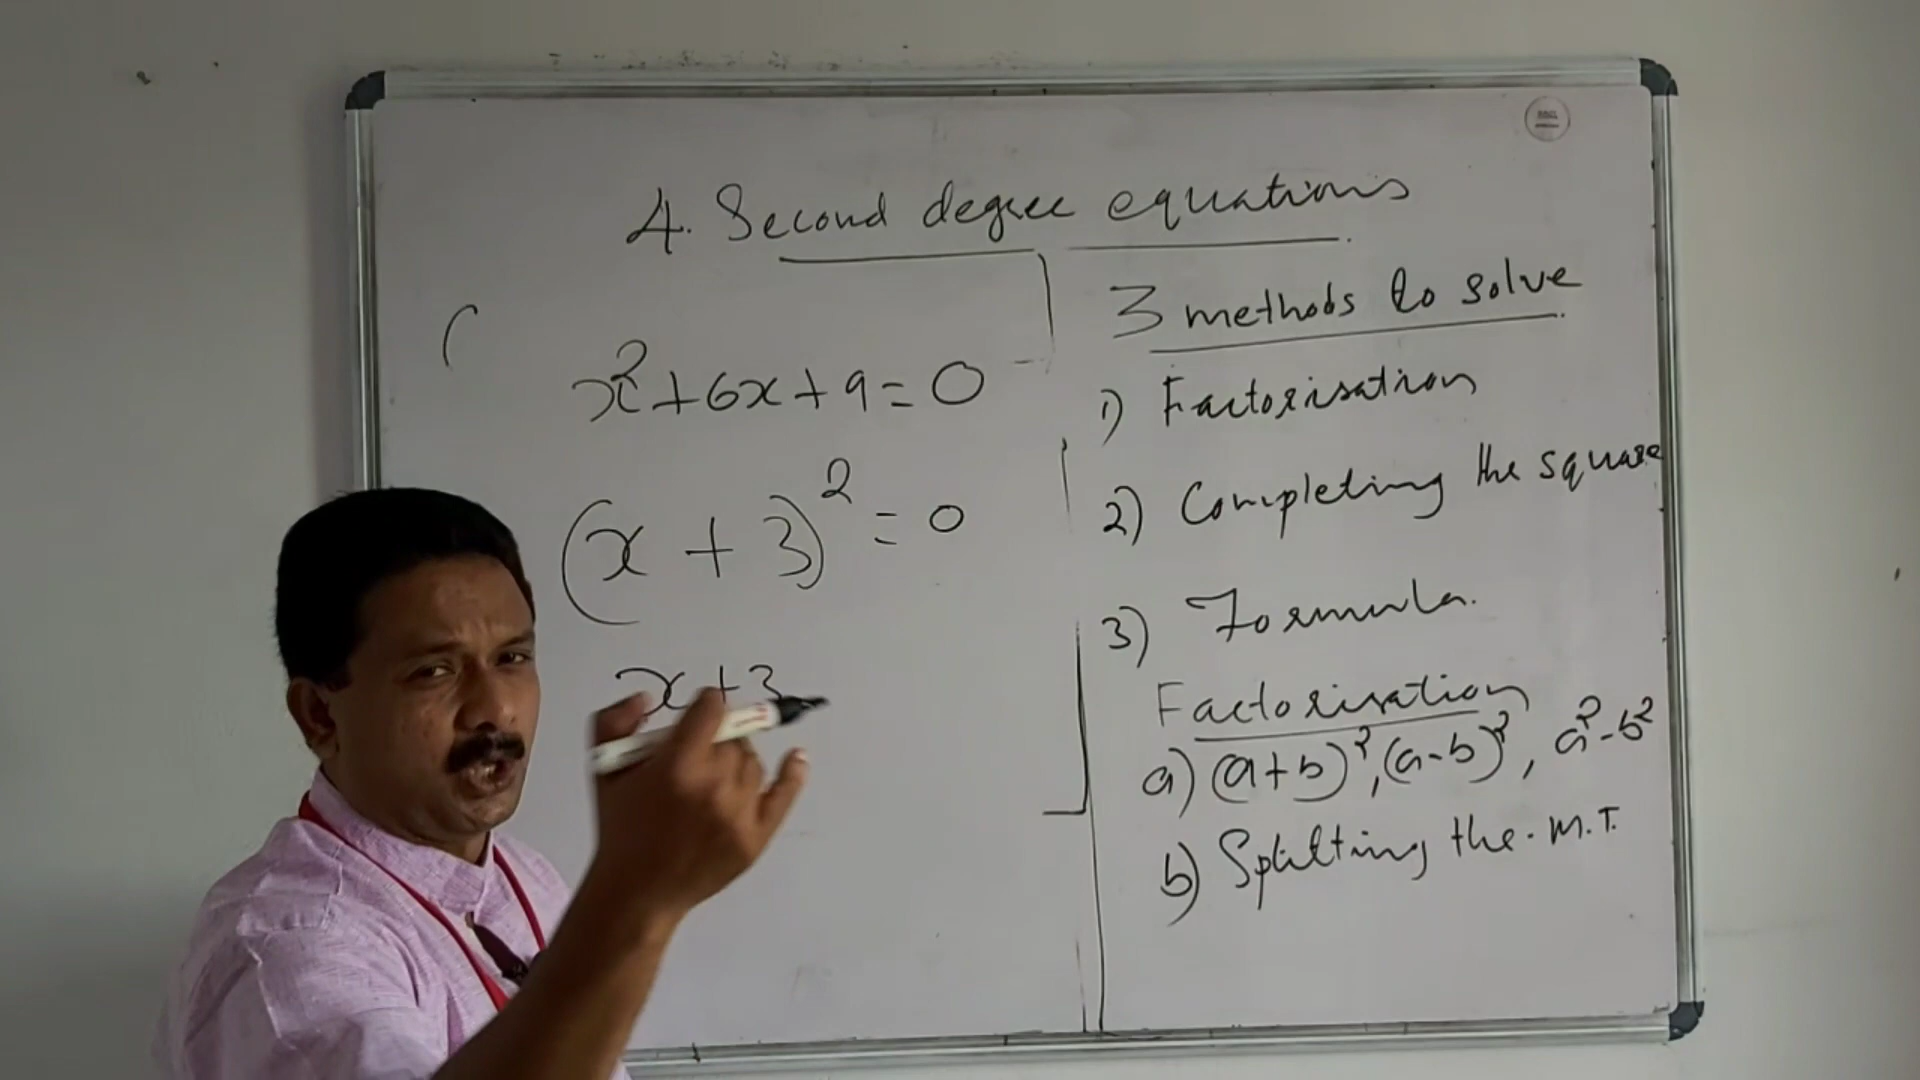 4. Second degree equations
x²+6x+9=0
(x + 3)² = 0
x+3
3 methods to solve
1) Factorisation
2) Completing the square
3) Formula.
Factorisation
a) (a+b)², (a-b)², a²-b²
b) Splitting the. M.T.